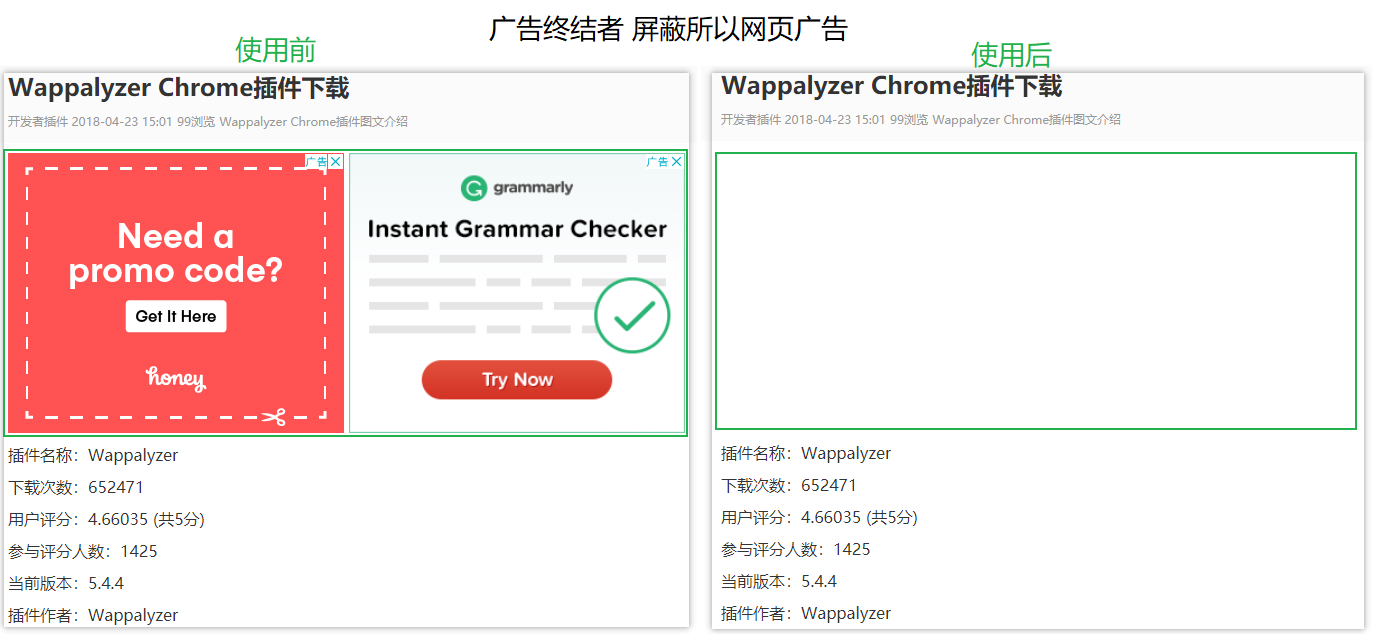 广告终结者 屏蔽所以网页广告
使用前
Wappalyzer Chrome插件下载
开发者插件 2018-04-23 15:01 99浏览 Wappalyzer Chrome插件图文介绍
广告
Need a
promo code?
Get It Here
honey
广告
grammarly
Instant Grammar Checker
Try Now
插件名称：Wappalyzer
下载次数：652471
用户评分：4.66035 (共5分)
参与评分人数：1425
当前版本：5.4.4
插件作者：Wappalyzer
使用后
Wappalyzer Chrome插件下载
开发者插件 2018-04-23 15:01 99浏览 Wappalyzer Chrome插件图文介绍
插件名称：Wappalyzer
下载次数：652471
用户评分：4.66035 (共5分)
参与评分人数：1425
当前版本：5.4.4
插件作者：Wappalyzer